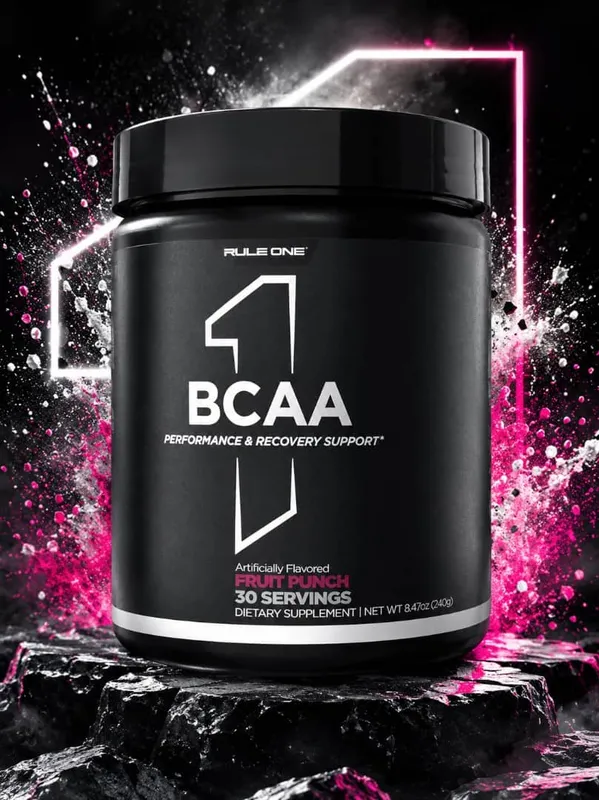 RULE ONE
1
BCAA
PERFORMANCE & RECOVERY SUPPORT*
Artificially Flavored
FRUIT PUNCH
30 SERVINGS
DIETARY SUPPLEMENT | NET WT 8.47oz (240g)